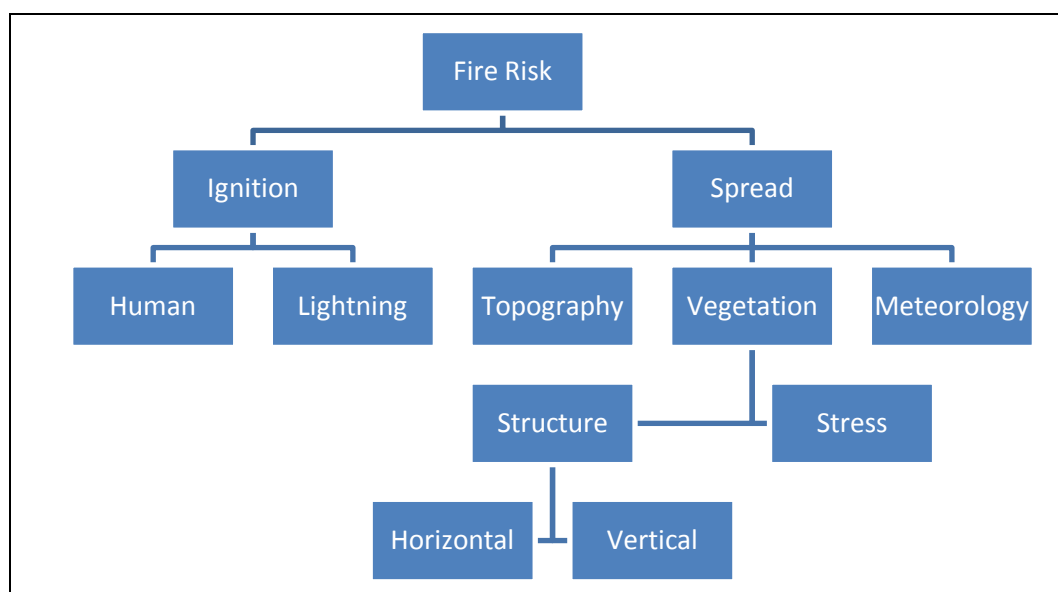 Fire Risk
Ignition
Spread
Human
Lightning
Topography
Vegetation
Meteorology
Structure
Stress
Horizontal
Vertical